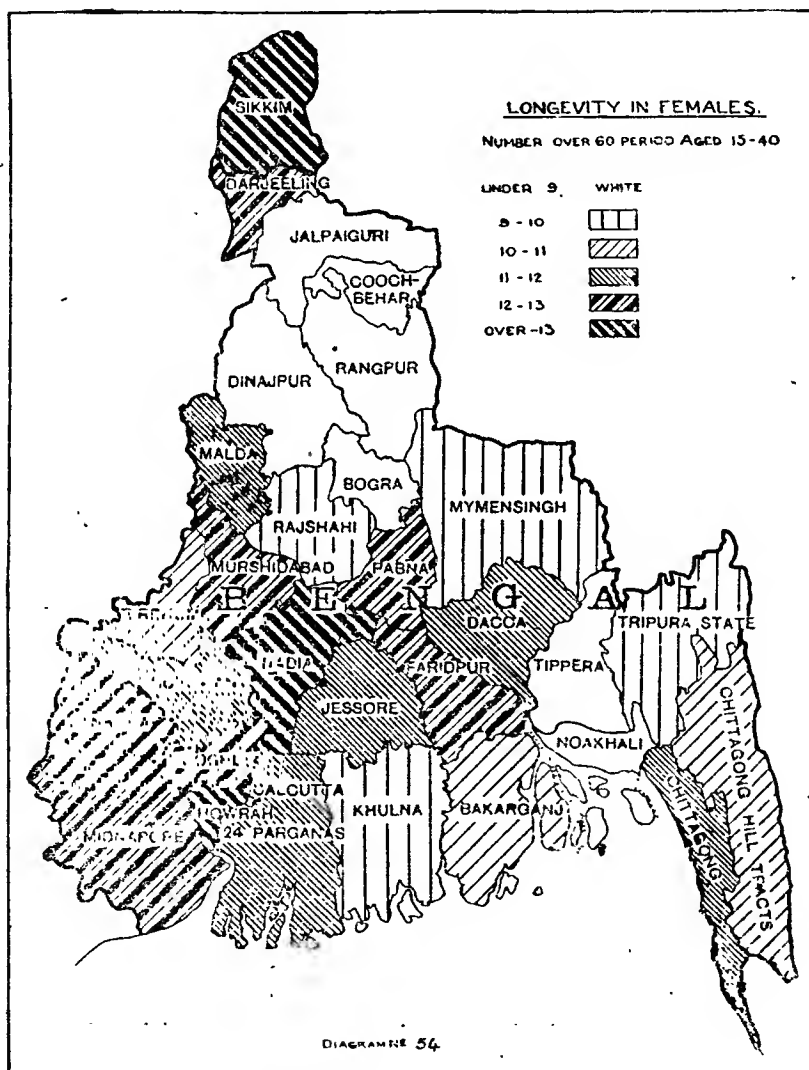 LONGEVITY IN FEMALES.
NUMBER OVER 60 PERIOD AGED 15-40
UNDER 9 WHITE
9 - 10
10 - 11
11 - 12
12 - 13
OVER - 13
SIKKIM
DARJEELING
JALPAIGURI
COOCH-
BEHAR
RANGPUR
DINAJPUR
MALDA
BOGRA
RAJSHAHI
MYMENSINGH
MURSHIDABAD
PABNA
BENGAL
DACCA
TRIPURA STATE
NADIA
FARIDPUR
TIPPERA
JESSORE
NOAKHALI
CHITTAGONG HILL TRACTS
CHITTAGONG
CALCUTTA
HOWRAH
24 PARGANAS
KHULNA
BAKARGANJ
MIDNAPORE
DIAGRAMME 54